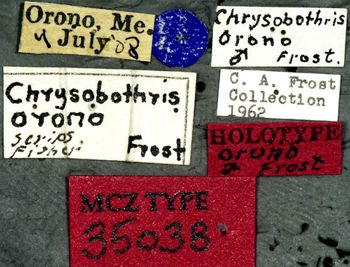 Orono, Me.
4 July '08
Chrysobothris
orono
♂ Frost.
C. A. Frost
Collection
1962
Chrysobothris
orono
Frost
HOLOTYPE
orono
♂ Frost
MCZ TYPE
35038